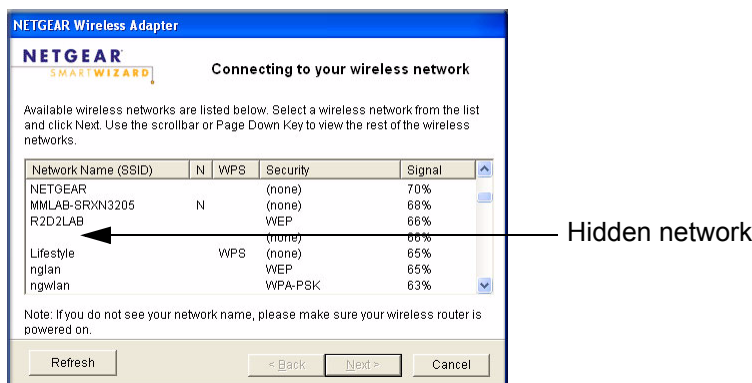 NETGEAR Wireless Adapter
NETGEAR
SMARTWIZARD
Connecting to your wireless network
Available wireless networks are listed below. Select a wireless network from the list
and click Next. Use the scrollbar or Page Down Key to view the rest of the wireless
networks.
Network Name (SSID) N WPS Security Signal
NETGEAR (none) 70%
MMLAB-SRXN3205 N (none) 68%
R2D2LAB WEP 66%
(none) 66%
Hidden network
Lifestyle WPS (none) 65%
nglan WEP 65%
ngwlan WPA-PSK 63%
Note: If you do not see your network name, please make sure your wireless router is
powered on.
Refresh < Back Next > Cancel